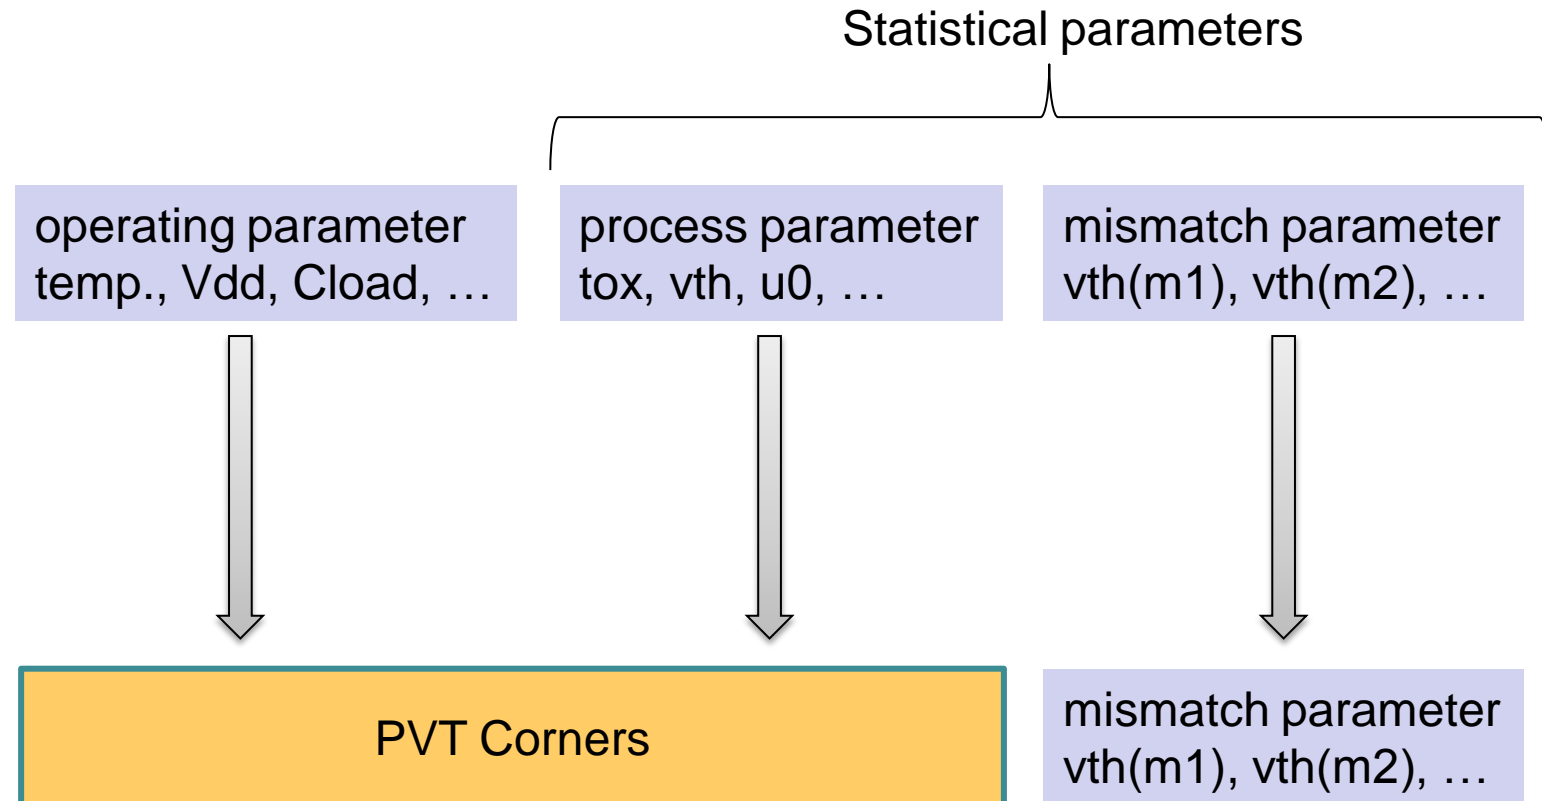 Statistical parameters
operating parameter
temp., Vdd, Cload, …
process parameter
tox, vth, u0, …
mismatch parameter
vth(m1), vth(m2), …
PVT Corners
mismatch parameter
vth(m1), vth(m2), …